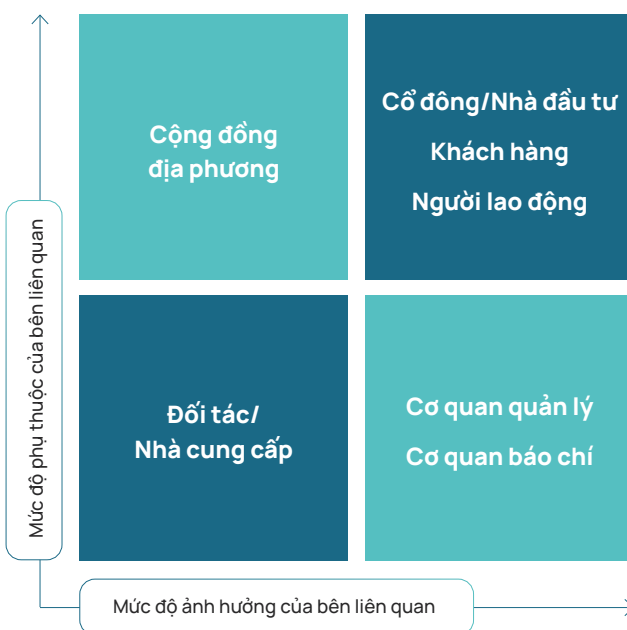 Cộng đồng
địa phương
Cổ đông/Nhà đầu tư
Khách hàng
Người lao động
Mức độ phụ thuộc của bên liên quan
Đối tác/
Nhà cung cấp
Cơ quan quản lý
Cơ quan báo chí
Mức độ ảnh hưởng của bên liên quan